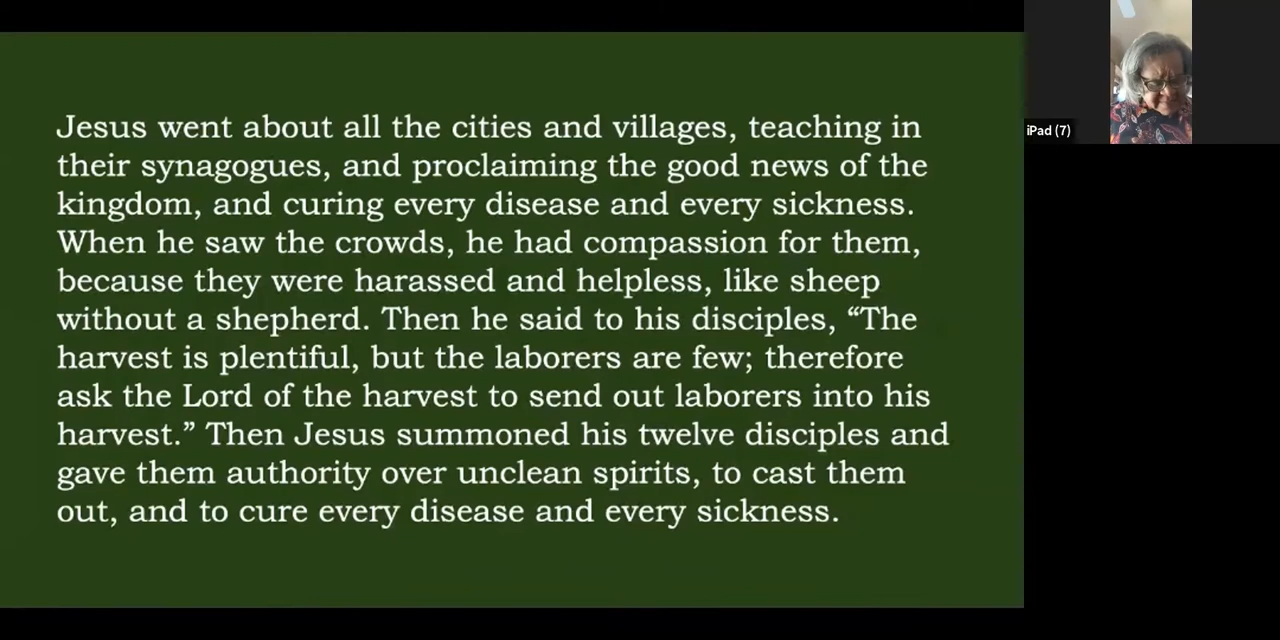 Jesus went about all the cities and villages, teaching in
their synagogues, and proclaiming the good news of the
kingdom, and curing every disease and every sickness.
When he saw the crowds, he had compassion for them,
because they were harassed and helpless, like sheep
without a shepherd. Then he said to his disciples, “The
harvest is plentiful, but the laborers are few; therefore
ask the Lord of the harvest to send out laborers into his
harvest.” Then Jesus summoned his twelve disciples and
gave them authority over unclean spirits, to cast them
out, and to cure every disease and every sickness.
iPad (7)